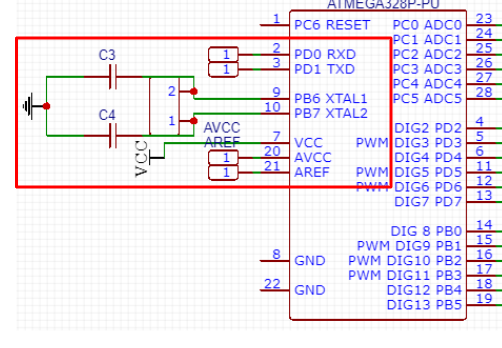 ATMEGA328P-PU
1 PC6 RESET PC0 ADC0 23
PC1 ADC1 24
C3 1 2 PD0 RXD PC2 ADC2 25
1 3 PD1 TXD PC3 ADC3 26
PC4 ADC4 27
2 9 PB6 XTAL1 PC5 ADC5 28
C4 1 10 PB7 XTAL2
AVCC DIG2 PD2 4
AREF 7 VCC PWM DIG3 PD3 5
VCC 1 20 AVCC DIG4 PD4 6
1 21 AREF PWM DIG5 PD5 11
PWM DIG6 PD6 12
DIG7 PD7 13
DIG 8 PB0 14
PWM DIG9 PB1 15
8 GND PWM DIG10 PB2 16
PWM DIG11 PB3 17
22 GND DIG12 PB4 18
DIG13 PB5 19